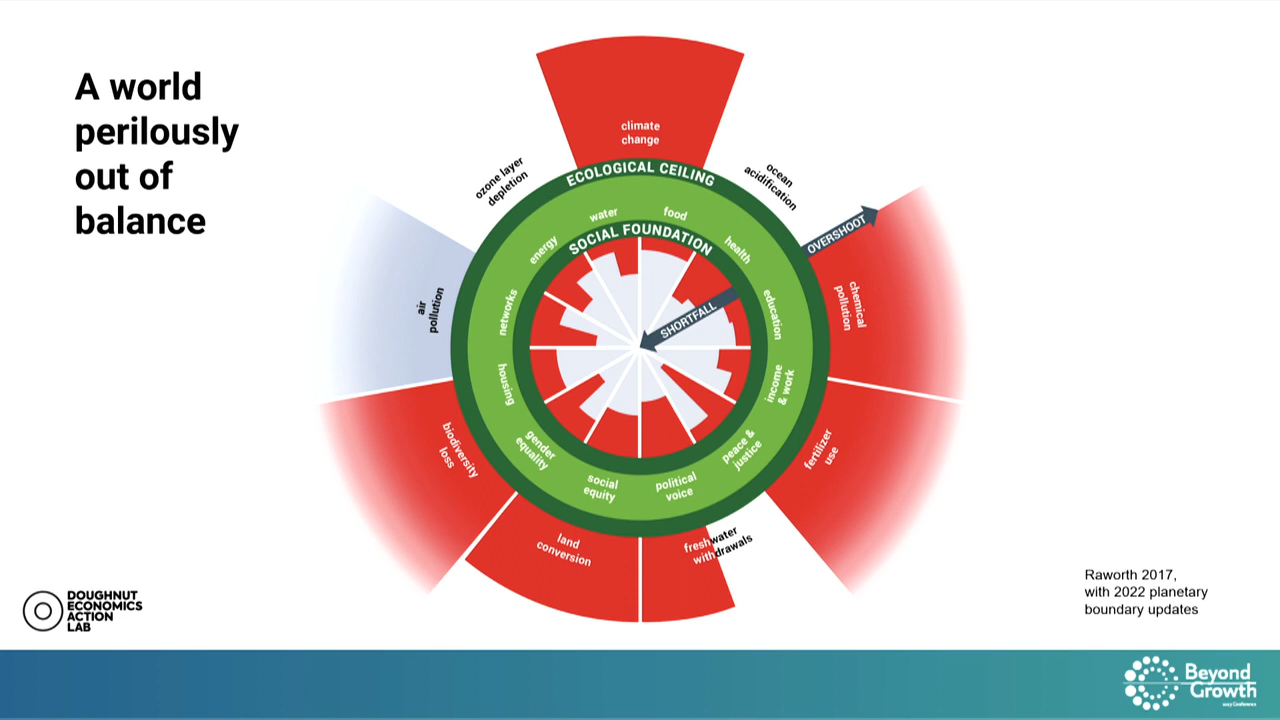 A world
perilously
out of
balance
climate
change
ozone layer
depletion
ocean
acidification
ECOLOGICAL CEILING
OVERSHOOT
water
food
energy
health
SOCIAL FOUNDATION
SHORTFALL
networks
education
air
pollution
chemical
pollution
housing
income
& work
gender
equality
peace &
justice
social
equity
political
voice
biodiversity
loss
fertilizer
use
land
conversion
freshwater
withdrawals
Raworth 2017,
with 2022 planetary
boundary updates
DOUGHNUT
ECONOMICS
ACTION
LAB
Beyond
Growth
2023 Conference